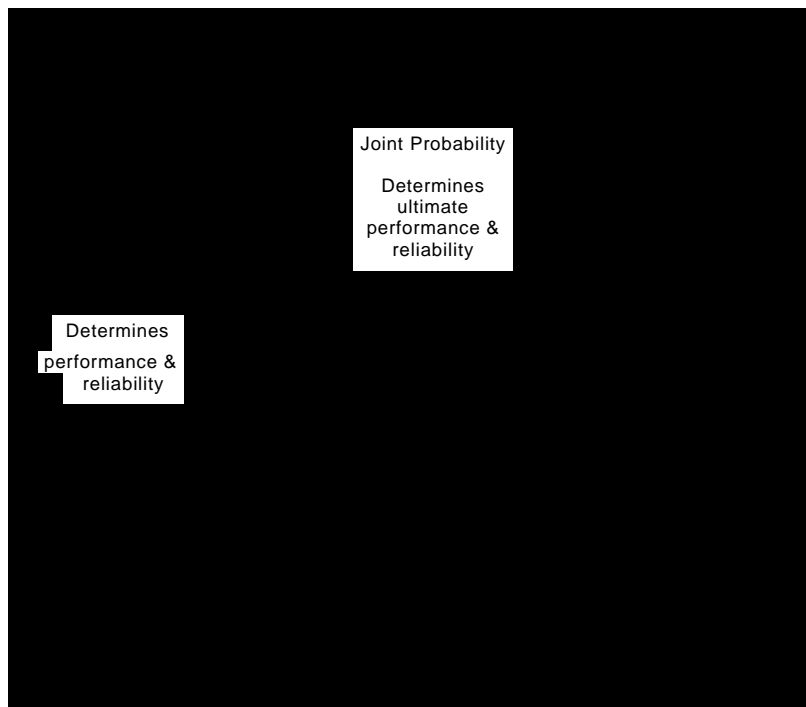 Joint Probability
Determines
ultimate
performance &
reliability
Determines
performance &
reliability